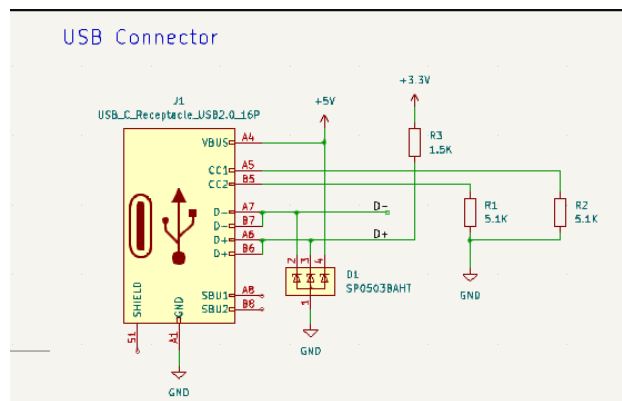 USB Connector
J1
USB_C_Receptacle_USB2.0_16P
+5V
+3.3V
R3
1.5K
VBUS A4
CC1 A5
CC2 B5
D- A7
D- B7
D+ A6
D+ B6
D-
D+
R1
5.1K
R2
5.1K
2 3 4
D1
SP0503BAHT
1
SBU1 A8
SBU2 B8
SHIELD
GND
S1
A1
GND
GND
GND